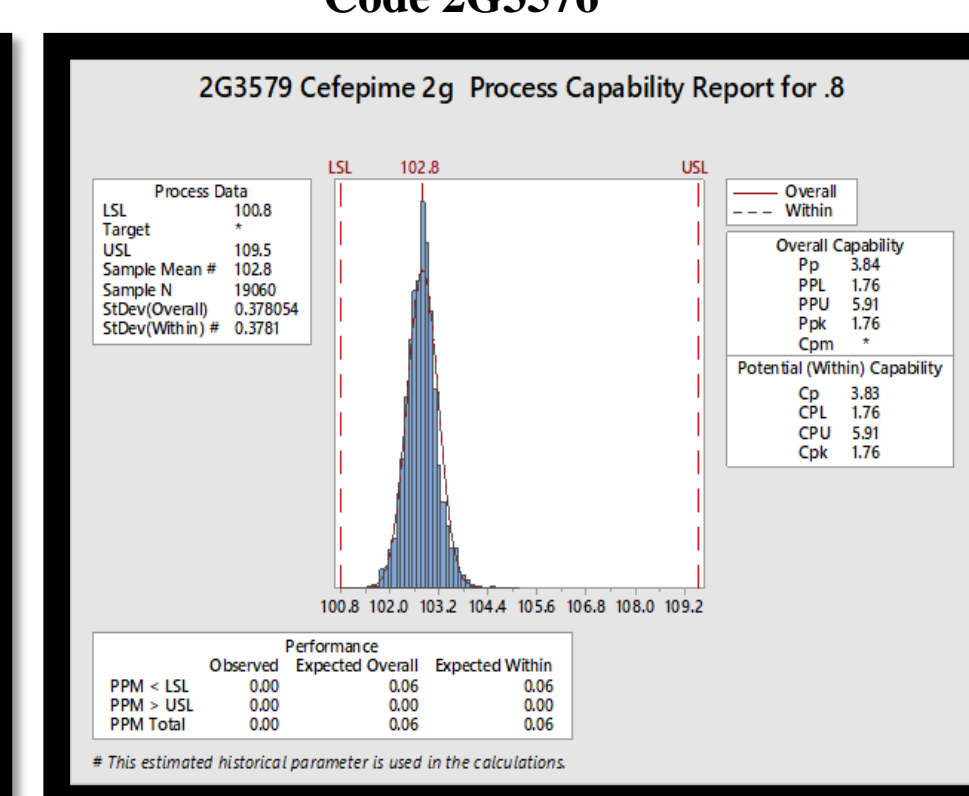 Code 2G3576
2G3579 Cefepime 2g Process Capability Report for .8
LSL 102.8 USL
Process Data
LSL 100.8
Target *
USL 109.5
Sample Mean # 102.8
Sample N 19060
StDev(Overall) 0.378054
StDev(Within) # 0.3781
Overall
Within
Overall Capability
Pp 3.84
PPL 1.76
PPU 5.91
Ppk 1.76
Cpm *
Potential (Within) Capability
Cp 3.83
CPL 1.76
CPU 5.91
Cpk 1.76
100.8 102.0 103.2 104.4 105.6 106.8 108.0 109.2
Performance
Observed Expected Overall Expected Within
PPM < LSL 0.00 0.06 0.06
PPM > USL 0.00 0.00 0.00
PPM Total 0.00 0.06 0.06
# This estimated historical parameter is used in the calculations.